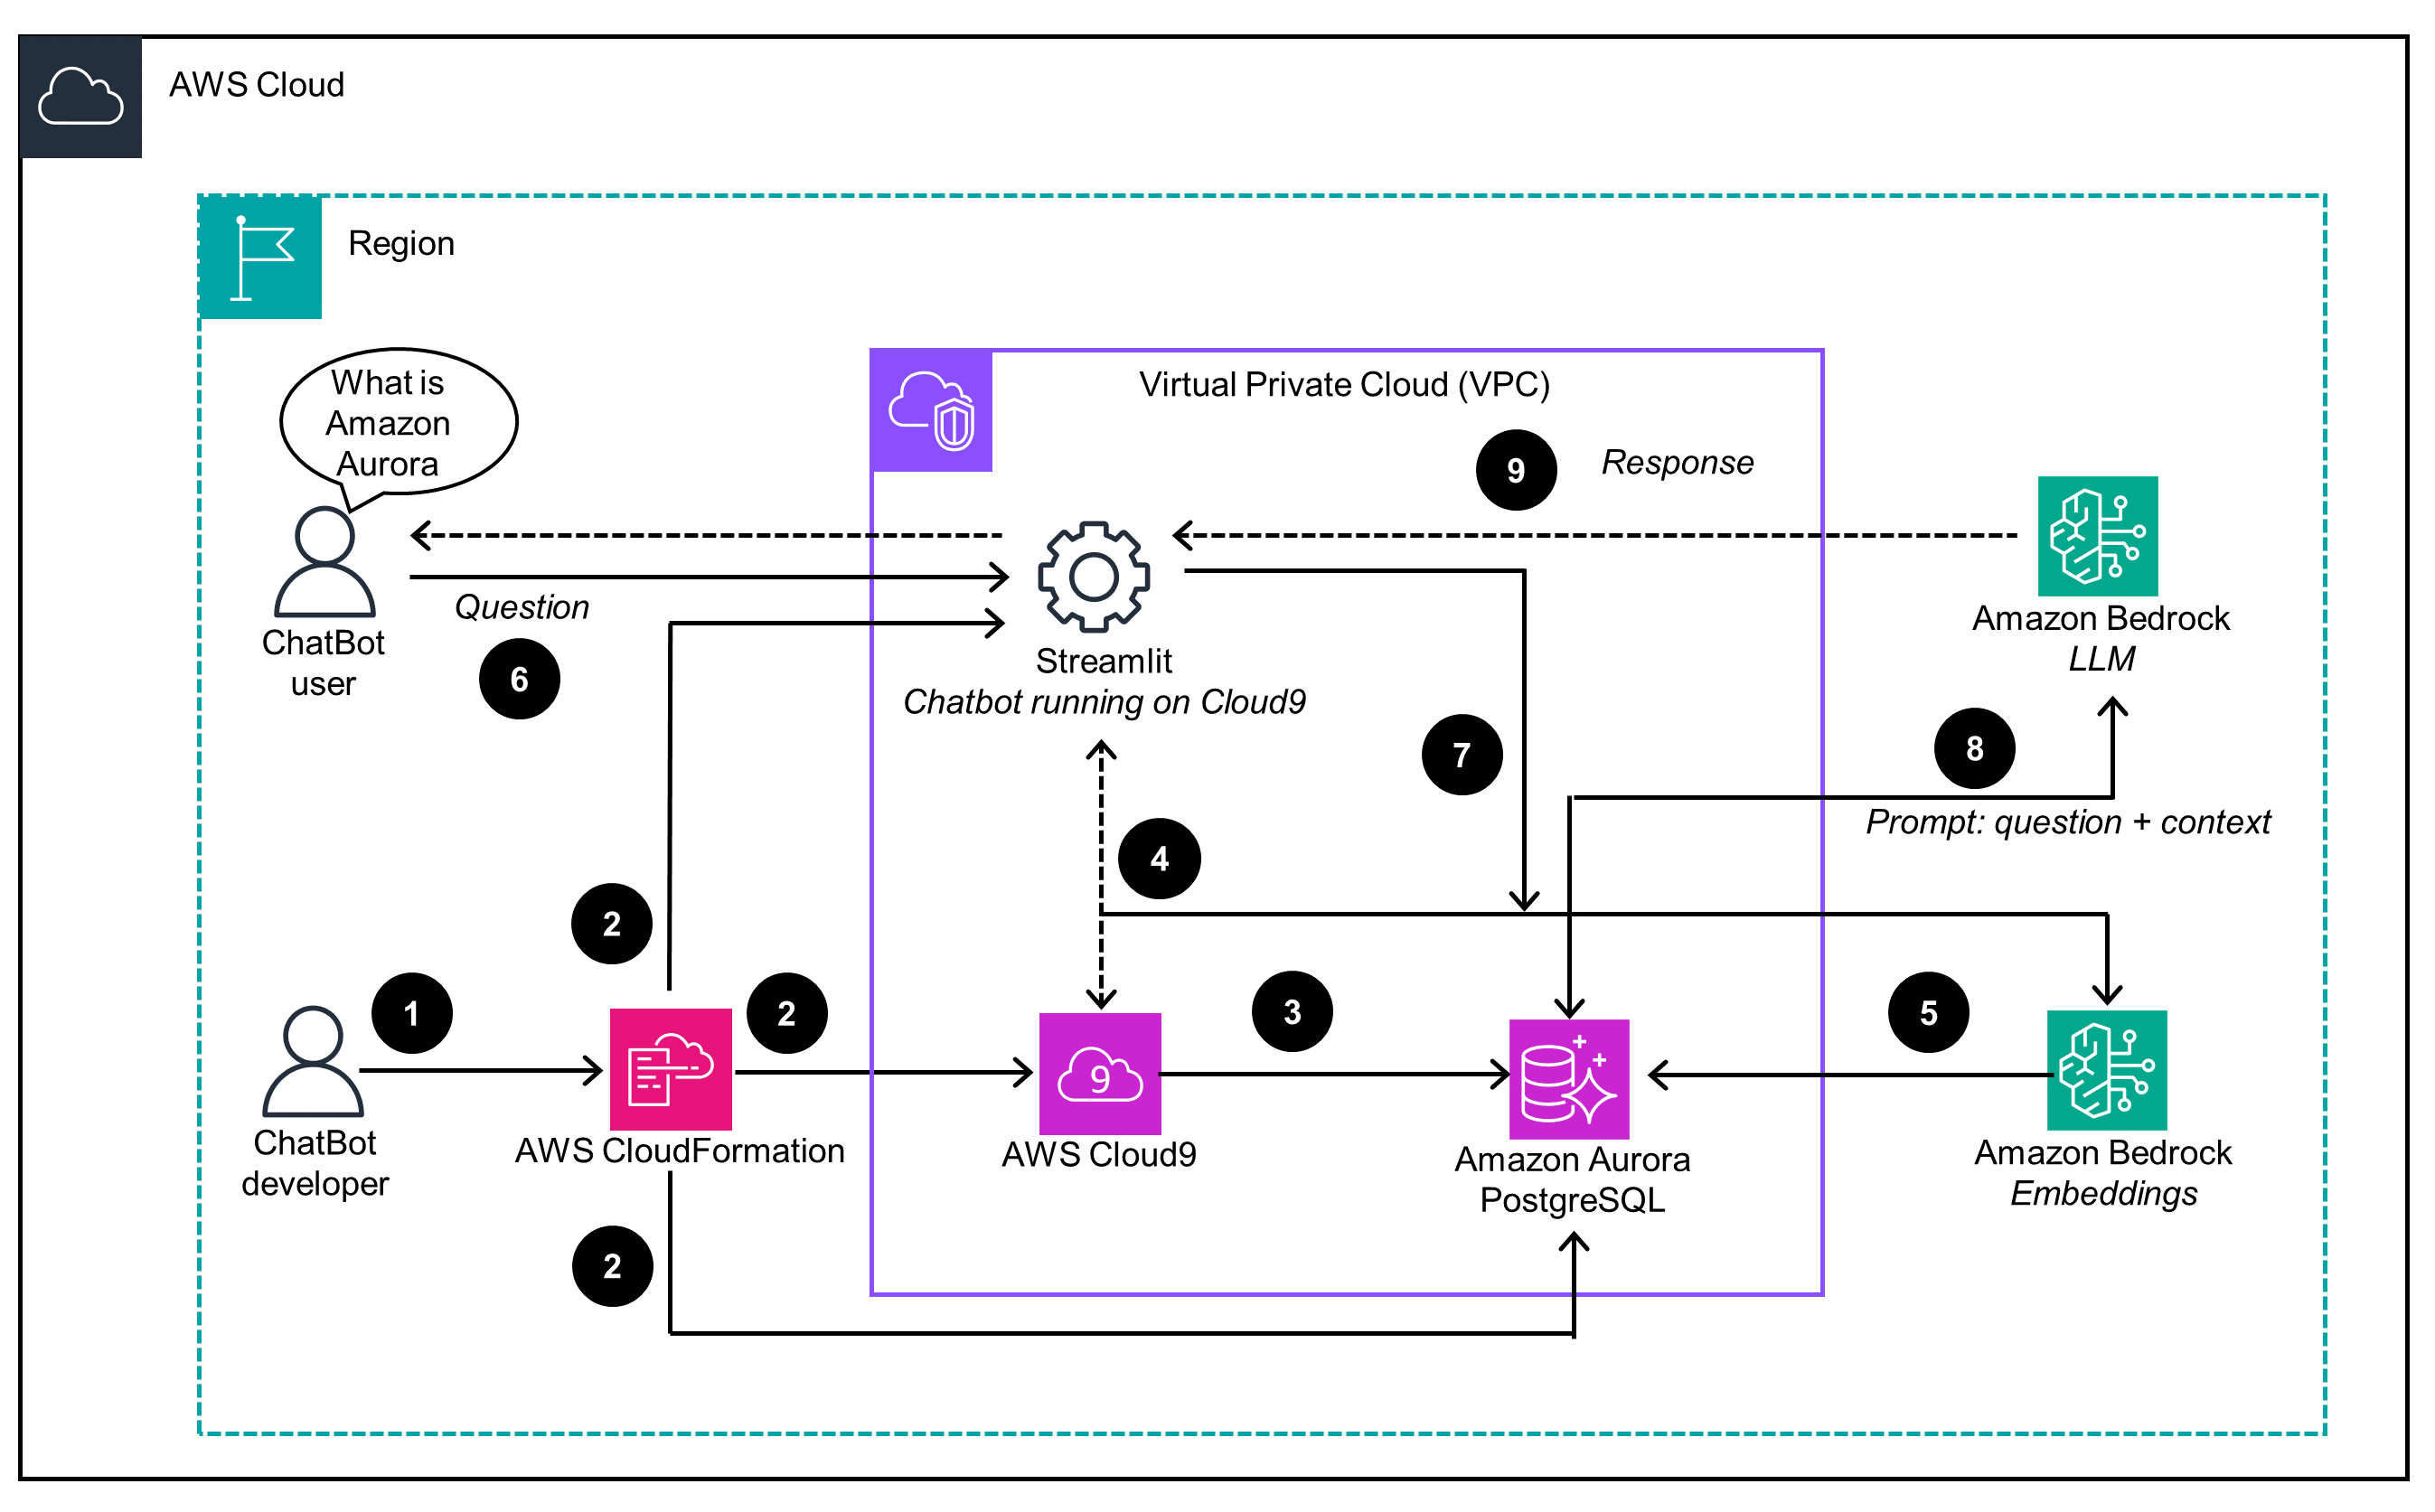 AWS Cloud
Region
What is
Amazon
Aurora
Virtual Private Cloud (VPC)
9
Response
Question
6
ChatBot
user
Streamlit
Chatbot running on Cloud9
Amazon Bedrock
LLM
7
8
Prompt: question + context
4
2
1
2
3
5
9
ChatBot
developer
AWS CloudFormation
AWS Cloud9
Amazon Aurora
PostgreSQL
Amazon Bedrock
Embeddings
2